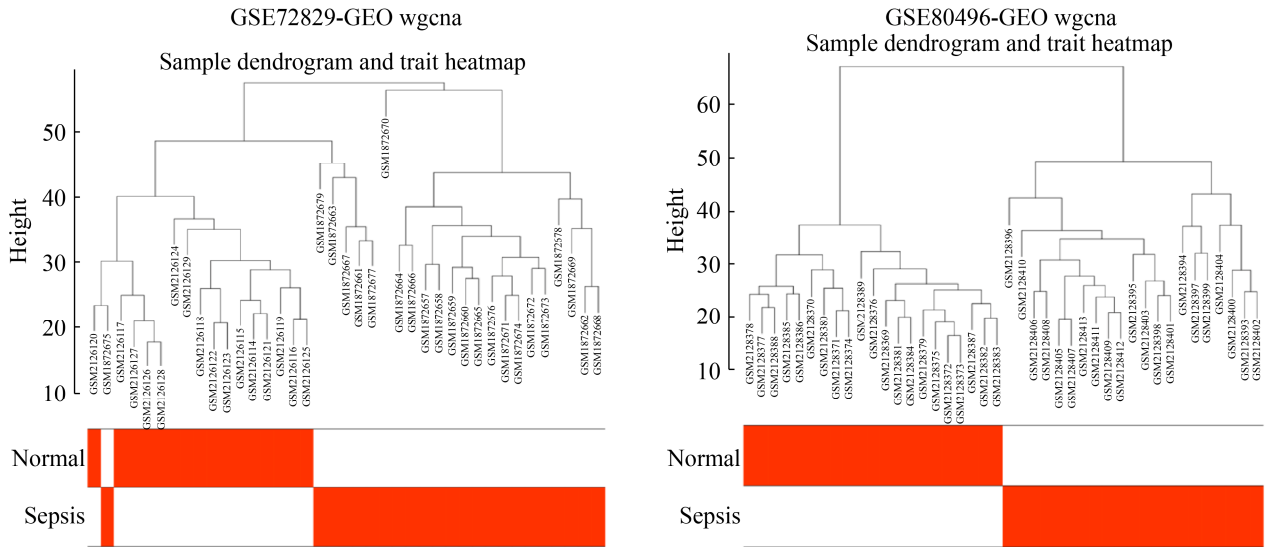 GSE72829-GEO wgcna
Sample dendrogram and trait heatmap
Height
50
40
30
20
10
GSM2126120
GSM1872675
GSM2126117
GSM2126127
GSM2126126
GSM2126128
GSM2126124
GSM2126129
GSM2126118
GSM2126122
GSM2126123
GSM2126115
GSM2126114
GSM2126121
GSM2126119
GSM2126116
GSM2126125
GSM1872679
GSM1872663
GSM1872667
GSM1872661
GSM1872677
GSM1872670
GSM1872664
GSM1872666
GSM1872657
GSM1872658
GSM1872659
GSM1872660
GSM1872665
GSM1872576
GSM1872671
GSM1872674
GSM1872672
GSM1872673
GSM1872578
GSM1872669
GSM1872662
GSM1872668
Normal
Sepsis
GSE80496-GEO wgcna
Sample dendrogram and trait heatmap
Height
60
50
40
30
20
10
GSM2128378
GSM2128377
GSM2128388
GSM2128385
GSM2128386
GSM2128370
GSM2128380
GSM2128371
GSM2128374
GSM2128389
GSM2128376
GSM2128369
GSM2128381
GSM2128384
GSM2128379
GSM2128375
GSM2128372
GSM2128373
GSM2128387
GSM2128382
GSM2128383
GSM2128396
GSM2128410
GSM2128406
GSM2128408
GSM2128405
GSM2128407
GSM2128413
GSM2128411
GSM2128409
GSM2128412
GSM2128395
GSM2128403
GSM2128398
GSM2128401
GSM2128394
GSM2128397
GSM2128399
GSM2128404
GSM2128400
GSM2128393
GSM2128402
Normal
Sepsis